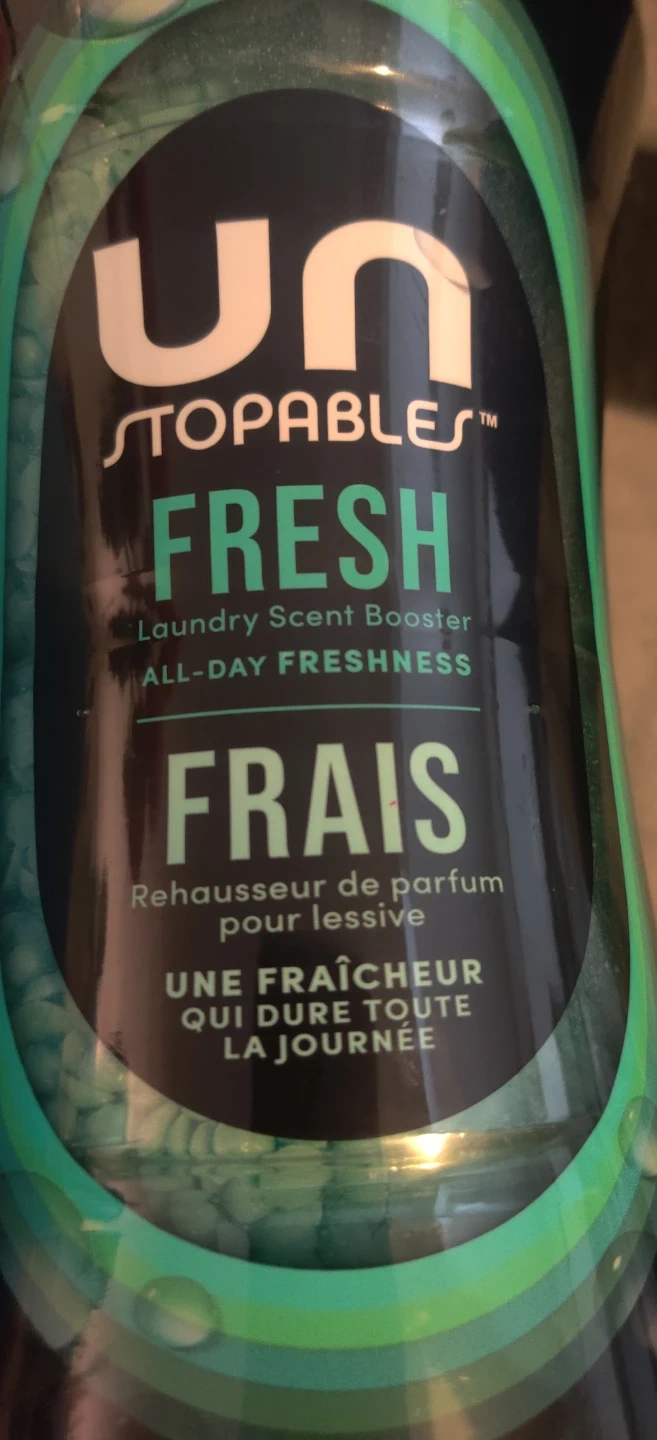 UN
STOPABLES™
FRESH
Laundry Scent Booster
ALL-DAY FRESHNESS
FRAIS
Rehausseur de parfum
pour lessive
UNE FRAÎCHEUR
QUI DURE TOUTE
LA JOURNÉE